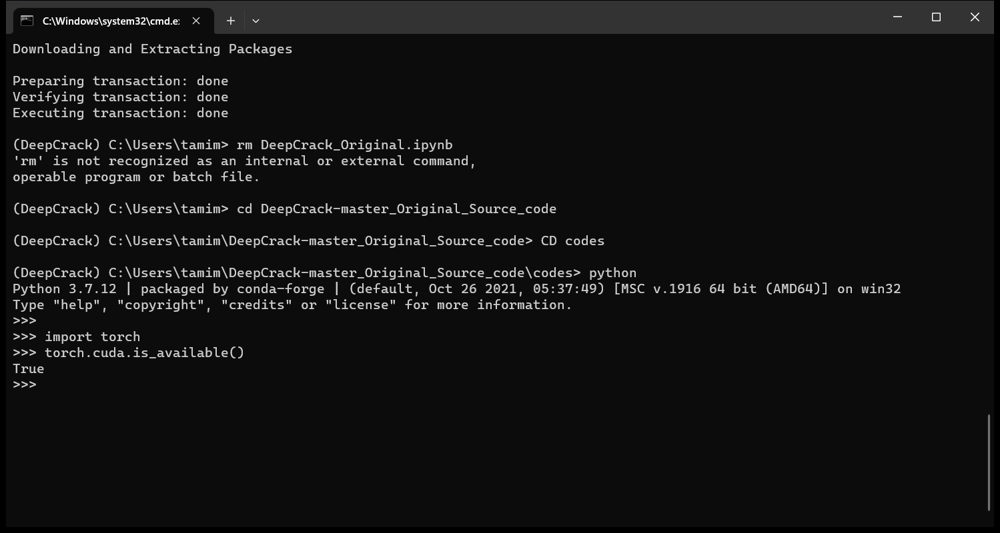 C:\Windows\system32\cmd.e
Downloading and Extracting Packages
Preparing transaction: done
Verifying transaction: done
Executing transaction: done
(DeepCrack) C:\Users\tamim> rm DeepCrack_Original.ipynb
'rm' is not recognized as an internal or external command,
operable program or batch file.
(DeepCrack) C:\Users\tamim> cd DeepCrack-master_Original_Source_code
(DeepCrack) C:\Users\tamim\DeepCrack-master_Original_Source_code> CD codes
(DeepCrack) C:\Users\tamim\DeepCrack-master_Original_Source_code\codes> python
Python 3.7.12 | packaged by conda-forge | (default, Oct 26 2021, 05:37:49) [MSC v.1916 64 bit (AMD64)] on win32
Type "help", "copyright", "credits" or "license" for more information.
>>>
>>> import torch
>>> torch.cuda.is_available()
True
>>>